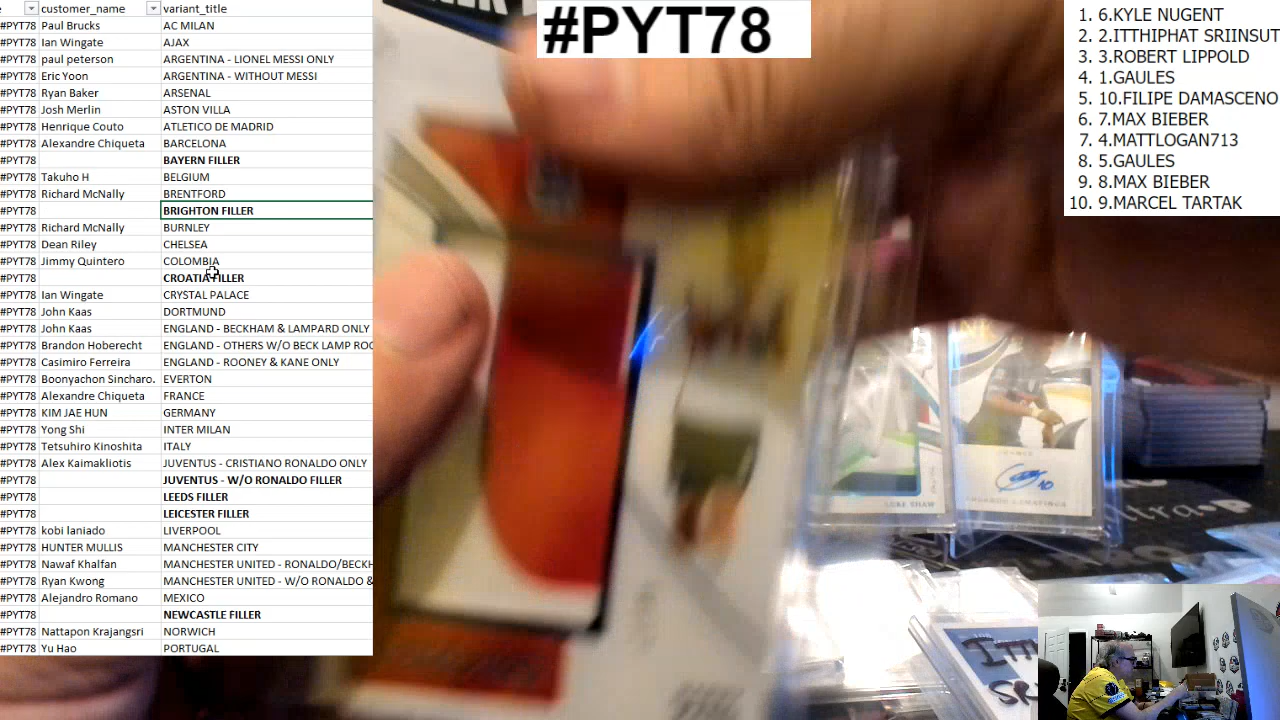 customer_name variant_title
#PYT78 Paul Brucks AC MILAN
#PYT78 Ian Wingate AJAX
#PYT78 paul peterson ARGENTINA - LIONEL MESSI ONLY
#PYT78 Eric Yoon ARGENTINA - WITHOUT MESSI
#PYT78 Ryan Baker ARSENAL
#PYT78 Josh Merlin ASTON VILLA
#PYT78 Henrique Couto ATLETICO DE MADRID
#PYT78 Alexandre Chiqueta BARCELONA
#PYT78 BAYERN FILLER
#PYT78 Takuho H BELGIUM
#PYT78 Richard McNally BRENTFORD
#PYT78 BRIGHTON FILLER
#PYT78 Richard McNally BURNLEY
#PYT78 Dean Riley CHELSEA
#PYT78 Jimmy Quintero COLOMBIA
#PYT78 CROATIA FILLER
#PYT78 Ian Wingate CRYSTAL PALACE
#PYT78 John Kaas DORTMUND
#PYT78 John Kaas ENGLAND - BECKHAM & LAMPARD ONLY
#PYT78 Brandon Hoberecht ENGLAND - OTHERS W/O BECK LAMP ROO
#PYT78 Casimiro Ferreira ENGLAND - ROONEY & KANE ONLY
#PYT78 Boonyachon Sincharo. EVERTON
#PYT78 Alexandre Chiqueta FRANCE
#PYT78 KIM JAE HUN GERMANY
#PYT78 Yong Shi INTER MILAN
#PYT78 Tetsuhiro Kinoshita ITALY
#PYT78 Alex Kaimakliotis JUVENTUS - CRISTIANO RONALDO ONLY
#PYT78 JUVENTUS - W/O RONALDO FILLER
#PYT78 LEEDS FILLER
#PYT78 LEICESTER FILLER
#PYT78 kobi laniado LIVERPOOL
#PYT78 HUNTER MULLIS MANCHESTER CITY
#PYT78 Nawaf Khalfan MANCHESTER UNITED - RONALDO/BECKH
#PYT78 Ryan Kwong MANCHESTER UNITED - W/O RONALDO &
#PYT78 Alejandro Romano MEXICO
#PYT78 NEWCASTLE FILLER
#PYT78 Nattapon Krajangsri NORWICH
#PYT78 Yu Hao PORTUGAL
#PYT78
1. 6.KYLE NUGENT
2. 2.ITTHIPHAT SRIINSUT
3. 3.ROBERT LIPPOLD
4. 1.GAULES
5. 10.FILIPE DAMASCENO
6. 7.MAX BIEBER
7. 4.MATTLOGAN713
8. 5.GAULES
9. 8.MAX BIEBER
10. 9.MARCEL TARTAK
LUKE SHAW
FRANCE
EDUARDO CAMAVINGA